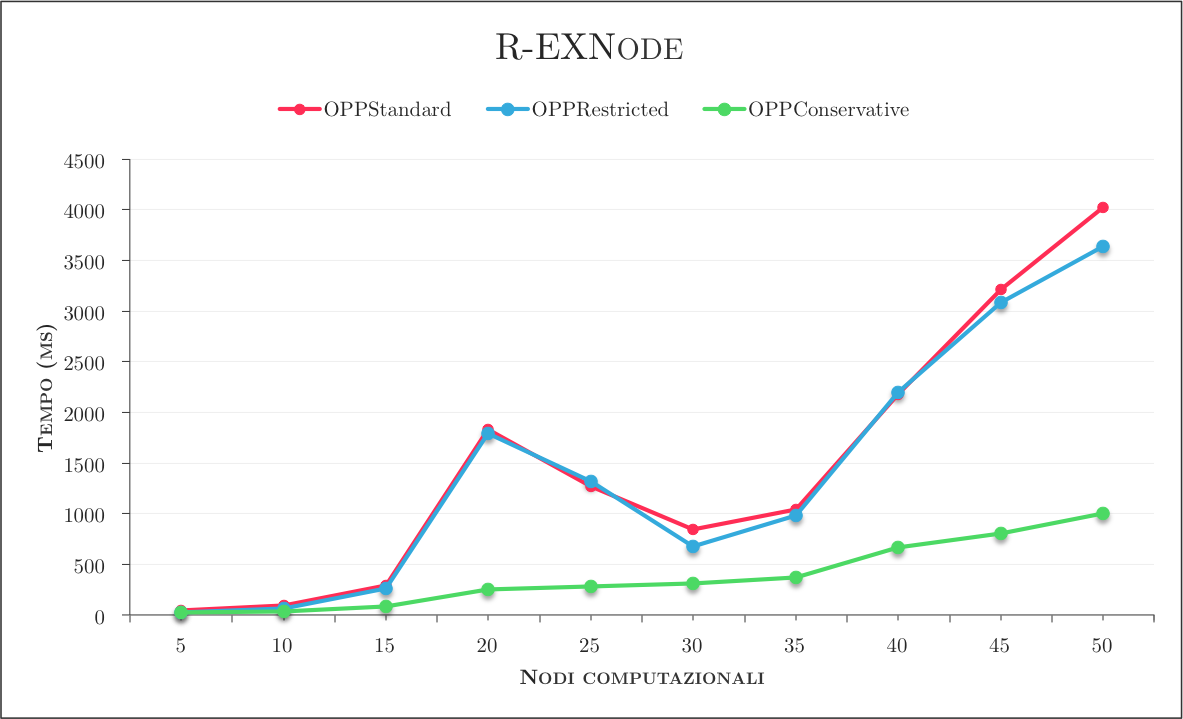 R-EXNODE
OPPStandard OPPRestricted OPPConservative
4500
4000
3500
3000
2500
2000
1500
1000
500
0
TEMPO (MS)
5 10 15 20 25 30 35 40 45 50
NODI COMPUTAZIONALI